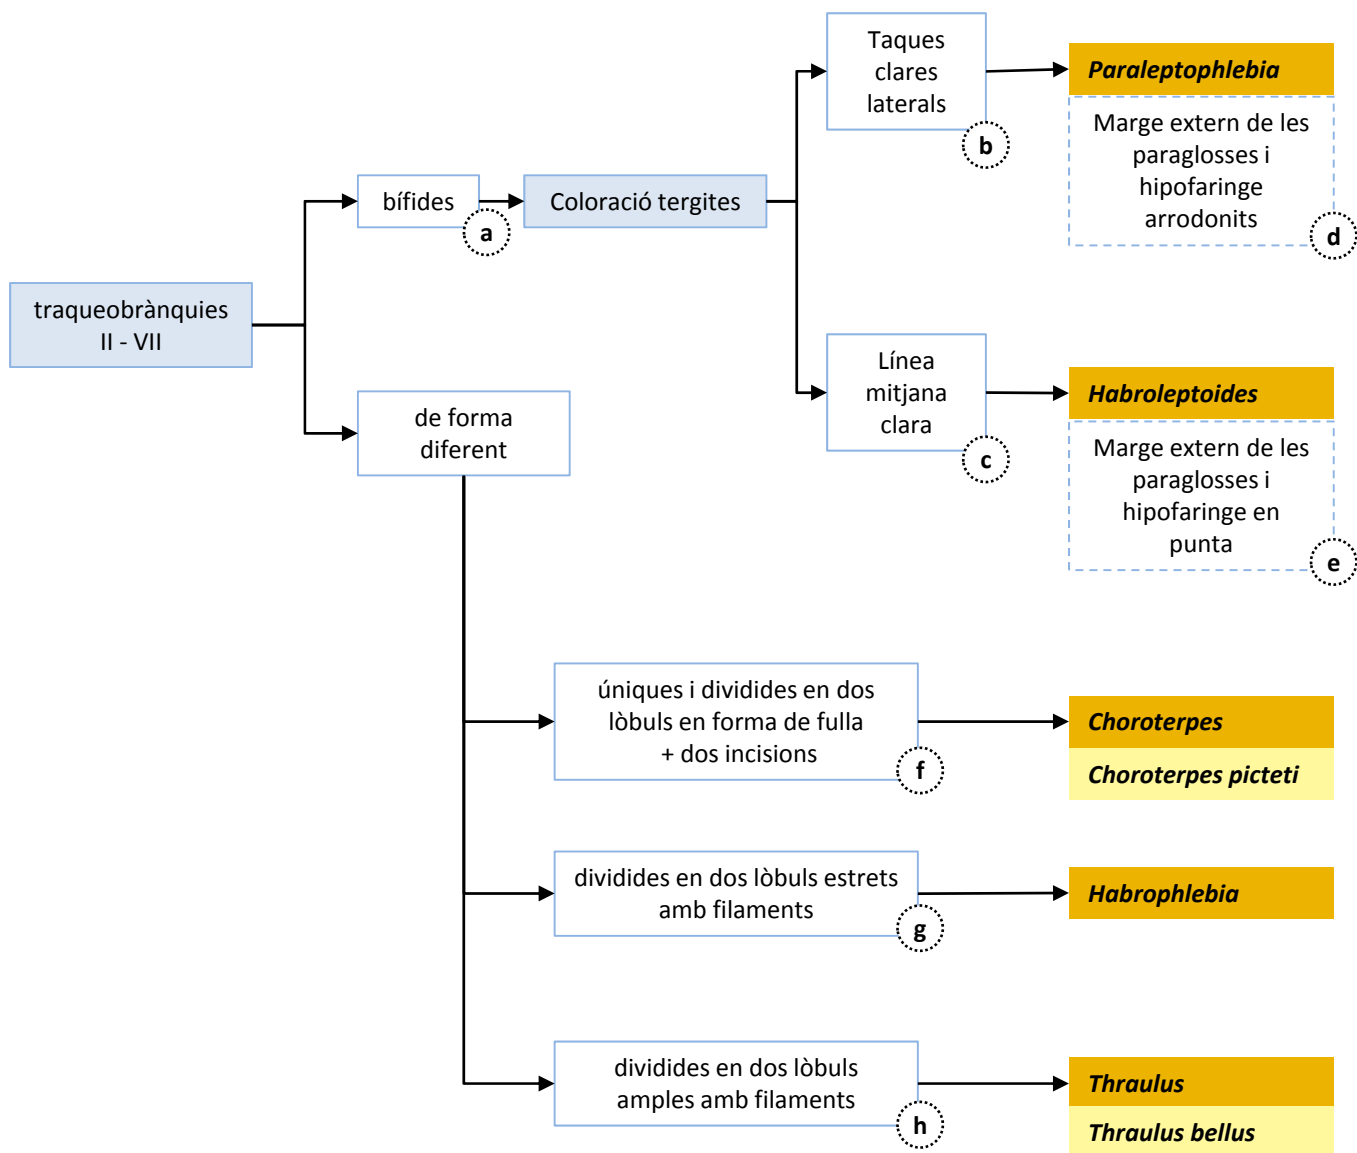 traqueobrànquies
II - VII
bífides
a
Coloració tergites
Taques
clares
laterals
b
Paraleptophlebia
Marge extern de les
paraglosses i
hipofaringe
arrodonits
d
Línea
mitjana
clara
c
Habroleptoides
Marge extern de les
paraglosses i
hipofaringe en
punta
e
de forma
diferent
úniques i dividides en dos
lòbuls en forma de fulla
+ dos incisions
f
Choroterpes
Choroterpes picteti
dividides en dos lòbuls estrets
amb filaments
g
Habrophlebia
dividides en dos lòbuls
amples amb filaments
h
Thraulus
Thraulus bellus